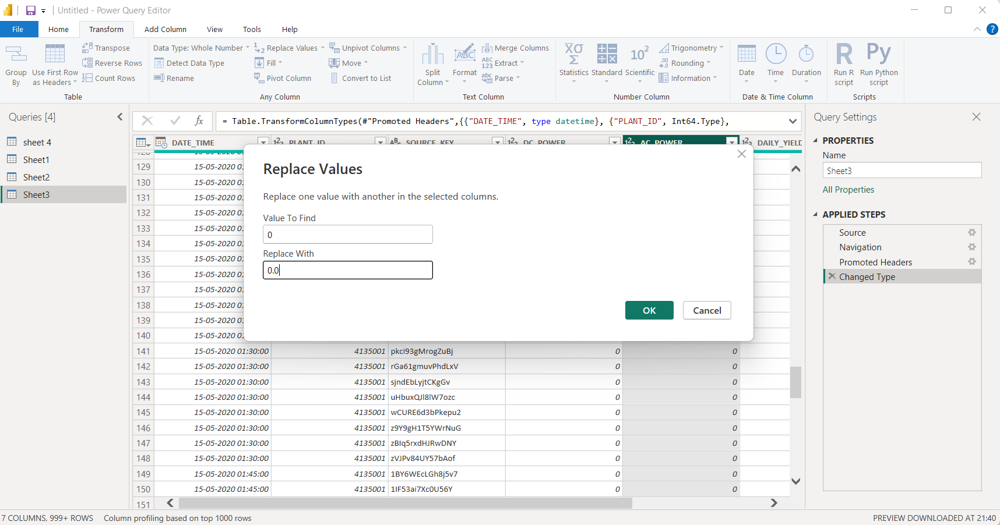 Untitled - Power Query Editor
File Home Transform Add Column View Tools Help
Group By
Use First Row as Headers
Transpose
Reverse Rows
Count Rows
Table
Data Type: Whole Number
Detect Data Type
Rename
Replace Values
Fill
Pivot Column
Unpivot Columns
Move
Convert to List
Any Column
Split Column
Format
Merge Columns
Extract
Parse
Text Column
Statistics
Standard
Scientific
Trigonometry
Rounding
Information
Number Column
Date
Time
Duration
Date & Time Column
Run R script
Run Python script
Scripts
Queries [4]
sheet 4
Sheet1
Sheet2
Sheet3
= Table.TransformColumnTypes(#"Promoted Headers",{{"DATE_TIME", type datetime}, {"PLANT_ID", Int64.Type},
DATE_TIME PLANT_ID SOURCE_KEY DC_POWER AC_POWER DAILY_YIELD
129 15-05-2020 01:
130 15-05-2020 01:
131 15-05-2020 01:
132 15-05-2020 01:
133 15-05-2020 01:
134 15-05-2020 01:
135 15-05-2020 01:
136 15-05-2020 01:
137 15-05-2020 01:
138 15-05-2020 01:
139 15-05-2020 01:
140 15-05-2020 01:
141 15-05-2020 01:30:00 4135001 pkci93gMrogZuBj 0 0
142 15-05-2020 01:30:00 4135001 rGa61gmuvPhdLxV 0 0
143 15-05-2020 01:30:00 4135001 sjndEbLyjtCKgGv 0 0
144 15-05-2020 01:30:00 4135001 uHbuxQJl8lW7ozc 0 0
145 15-05-2020 01:30:00 4135001 wCURE6d3bPkepu2 0 0
146 15-05-2020 01:30:00 4135001 z9Y9gH1T5YWrNuG 0 0
147 15-05-2020 01:30:00 4135001 zBIq5rxdHJRwDNY 0 0
148 15-05-2020 01:30:00 4135001 zVJPv84UY57bAof 0 0
149 15-05-2020 01:45:00 4135001 1BY6WEcLGh8j5v7 0 0
150 15-05-2020 01:45:00 4135001 1IF53ai7Xc0U56Y 0 0
151
Replace Values
Replace one value with another in the selected columns.
Value To Find
0
Replace With
0.0
OK Cancel
Query Settings
PROPERTIES
Name
Sheet3
All Properties
APPLIED STEPS
Source
Navigation
Promoted Headers
Changed Type
7 COLUMNS, 999+ ROWS Column profiling based on top 1000 rows
PREVIEW DOWNLOADED AT 21:40